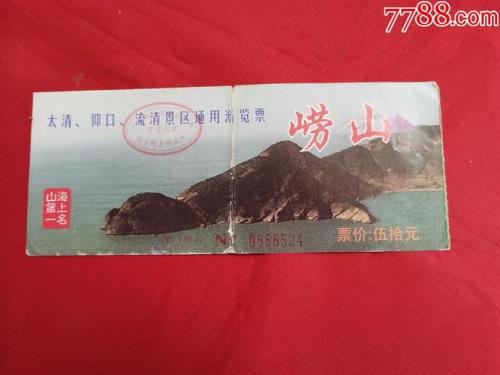 7788.com
太清、仰口、流清景区通用游览票
崂山
海上名
山第一
Nº 0886524
票价:伍拾元